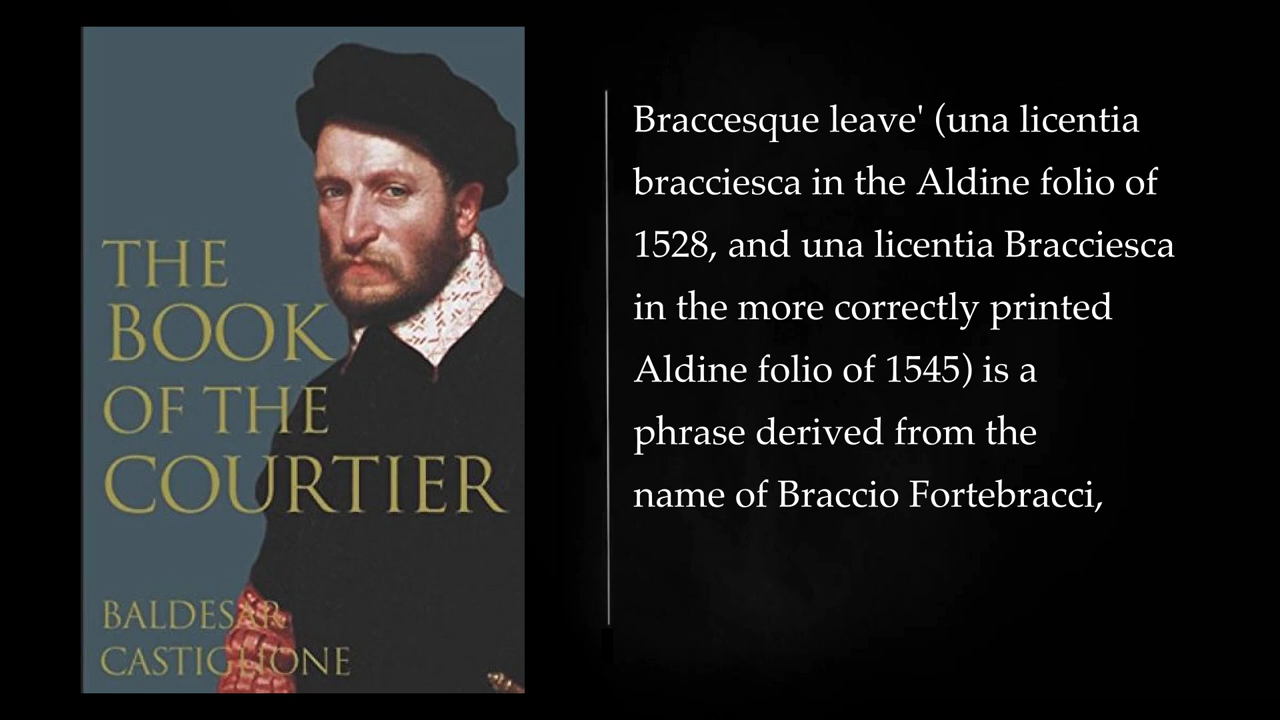 THE
BOOK
OF THE
COURTIER
BALDESAR
CASTIGLIONE
Braccesque leave' (una licentia
bracciesca in the Aldine folio of
1528, and una licentia Bracciesca
in the more correctly printed
Aldine folio of 1545) is a
phrase derived from the
name of Braccio Fortebracci,